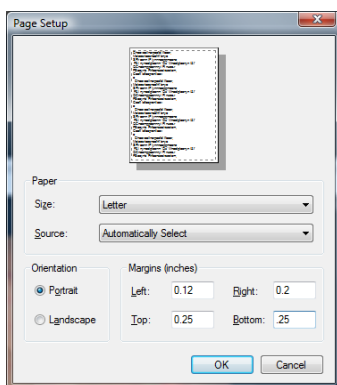 Page Setup
Paper
Size: Letter
Source: Automatically Select
Orientation
Portrait
Landscape
Margins (inches)
Left: 0.12 Right: 0.2
Top: 0.25 Bottom: .25
OK Cancel